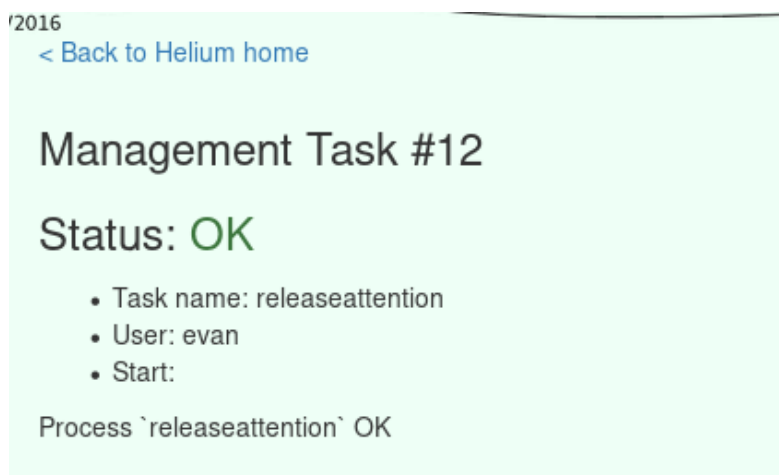 /2016
< Back to Helium home
Management Task #12
Status: OK
• Task name: releaseattention
• User: evan
• Start:
Process `releaseattention` OK